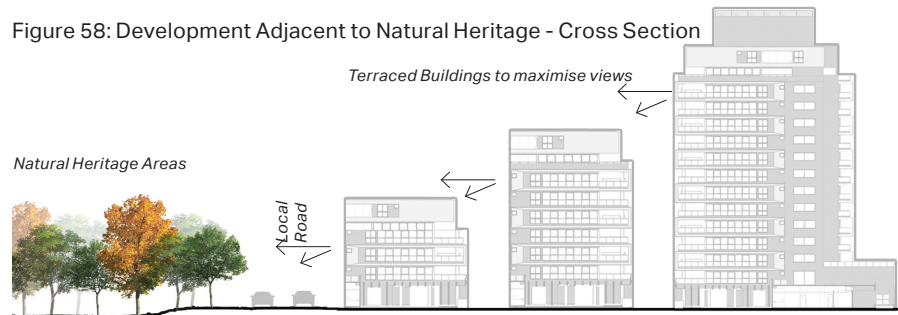 Figure 58: Development Adjacent to Natural Heritage - Cross Section
Terraced Buildings to maximise views
Natural Heritage Areas
Local
Road